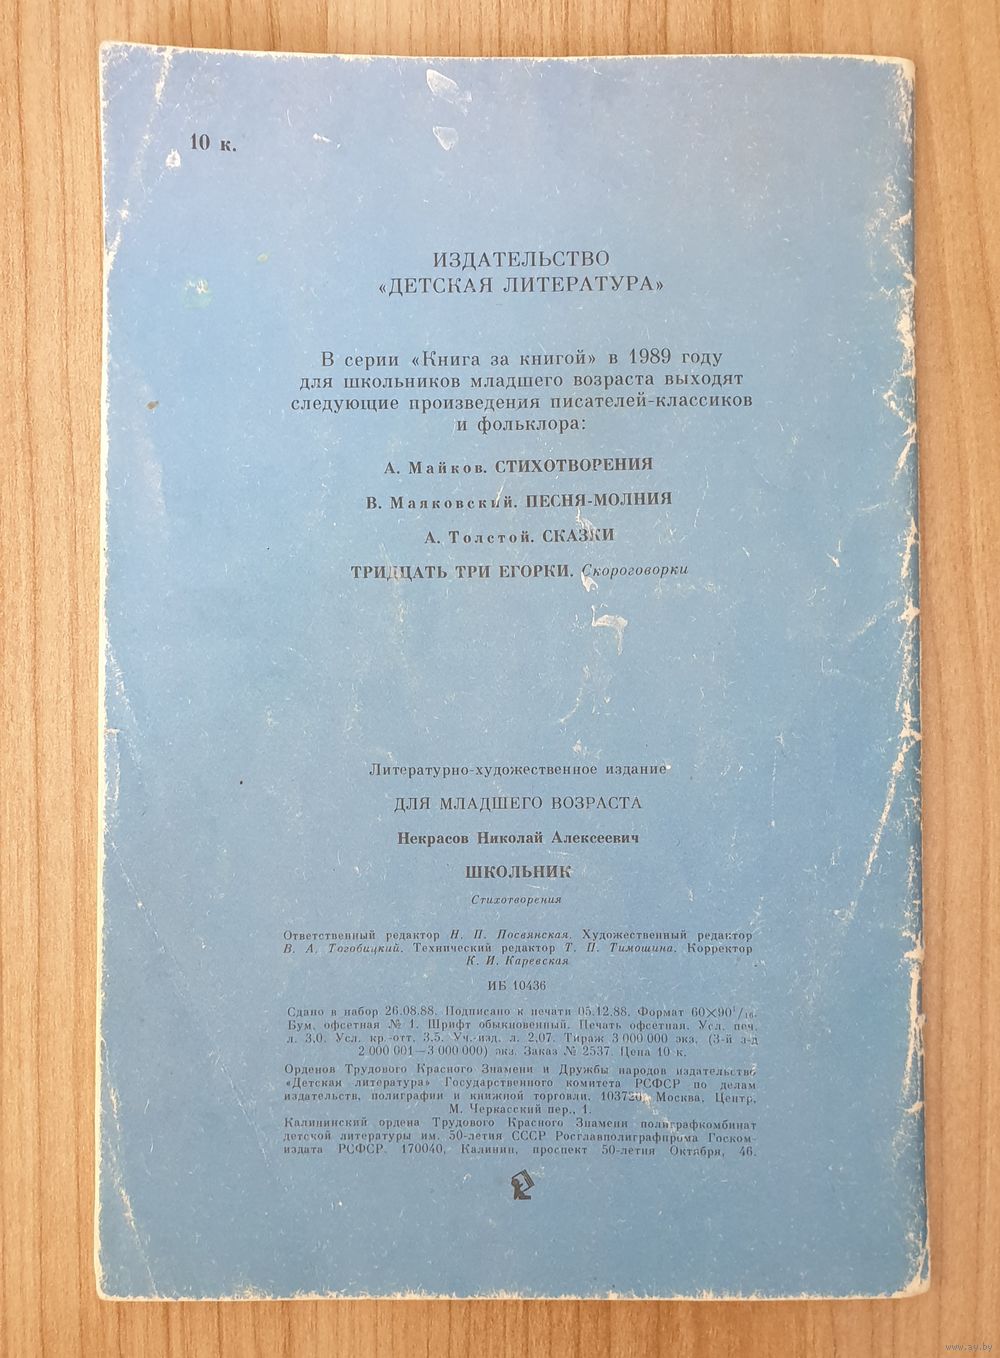 10 к.
ИЗДАТЕЛЬСТВО
«ДЕТСКАЯ ЛИТЕРАТУРА»
В серии «Книга за книгой» в 1989 году
для школьников младшего возраста выходят
следующие произведения писателей-классиков
и фольклора:
А. Майков. СТИХОТВОРЕНИЯ
В. Маяковский. ПЕСНЯ-МОЛНИЯ
А. Толстой. СКАЗКИ
ТРИДЦАТЬ ТРИ ЕГОРКИ. Скороговорки
Литературно-художественное издание
ДЛЯ МЛАДШЕГО ВОЗРАСТА
Некрасов Николай Алексеевич
ШКОЛЬНИК
Стихотворения
Ответственный редактор Н. П. Посвянская. Художественный редактор
В. А. Тогобицкий. Технический редактор Т. П. Тимошина. Корректор
К. И. Каревская
ИБ 10436
Сдано в набор 26.08.88. Подписано к печати 05.12.88. Формат 60×90¹/₁₆.
Бум. офсетная № 1. Шрифт обыкновенный. Печать офсетная. Усл. печ.
л. 3,0. Усл. кр.-отт. 3,5. Уч.-изд. л. 2,07. Тираж 3 000 000 экз. (3-й з-д
2 000 001—3 000 000) экз. Заказ № 2537. Цена 10 к.
Орденов Трудового Красного Знамени и Дружбы народов издательство
«Детская литература» Государственного комитета РСФСР по делам
издательств, полиграфии и книжной торговли. 103720, Москва, Центр,
М. Черкасский пер., 1.
Калининский ордена Трудового Красного Знамени полиграфкомбинат
детской литературы им. 50-летия СССР Росглавполиграфпрома Госком-
издата РСФСР. 170040, Калинин, проспект 50-летия Октября, 46.
www.ay.by